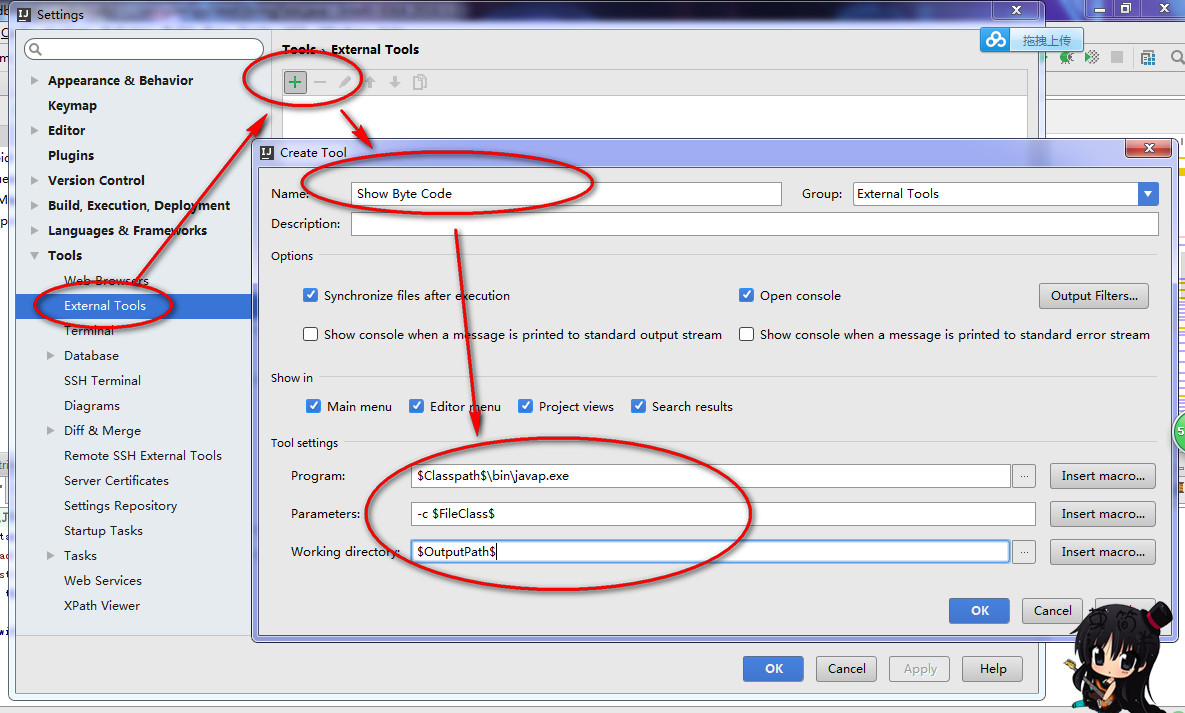 Settings
Tools › External Tools
拖拽上传
Appearance & Behavior
Keymap
Editor
Plugins
Version Control
Build, Execution, Deployment
Languages & Frameworks
Tools
Web Browsers
External Tools
Terminal
Database
SSH Terminal
Diagrams
Diff & Merge
Remote SSH External Tools
Server Certificates
Settings Repository
Startup Tasks
Tasks
Web Services
XPath Viewer
Create Tool
Name: Show Byte Code Group: External Tools
Description:
Options
Synchronize files after execution Open console Output Filters...
Show console when a message is printed to standard output stream Show console when a message is printed to standard error stream
Show in
Main menu Editor menu Project views Search results
Tool settings
Program: $Classpath$\bin\javap.exe ... Insert macro...
Parameters: -c $FileClass$ Insert macro...
Working directory: $OutputPath$ ... Insert macro...
OK Cancel
OK Cancel Apply Help